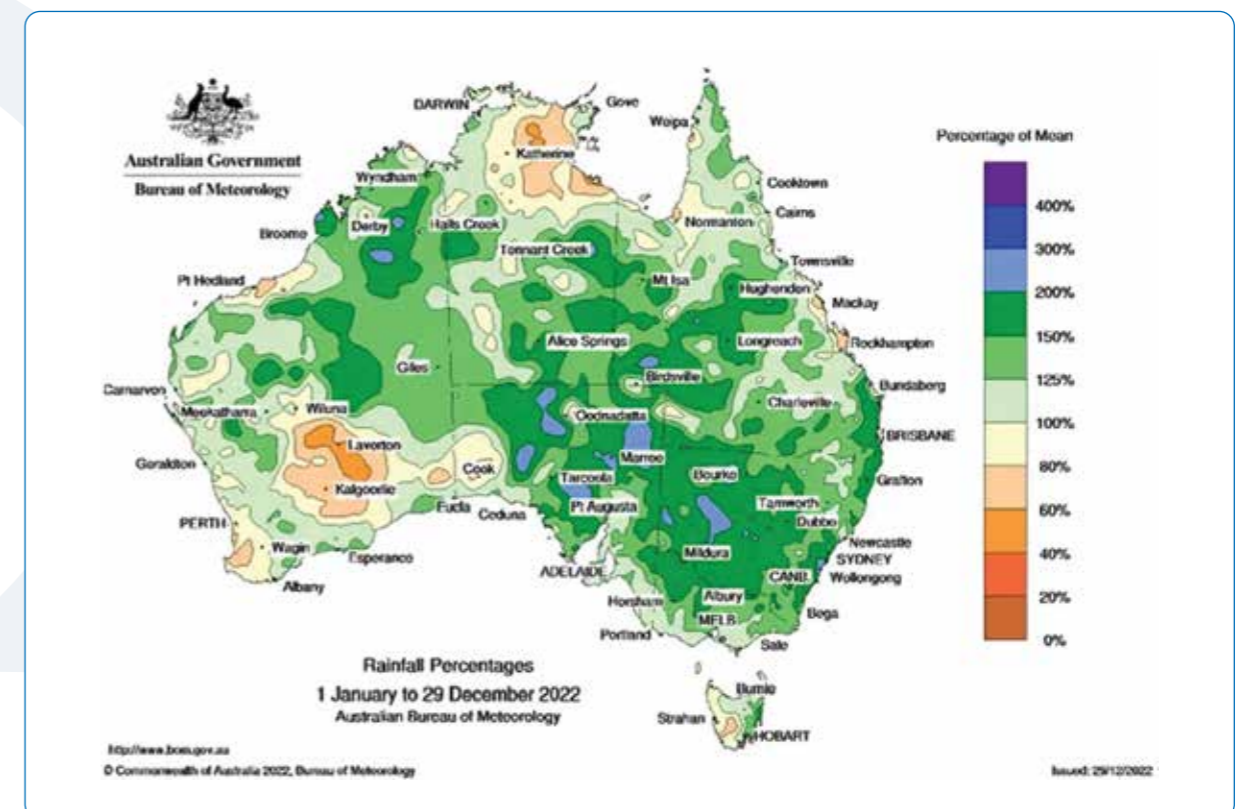 Australian Government
Bureau of Meteorology
DARWIN
Gove
Weipa
Katherine
Wyndham
Cooktown
Cairns
Normanton
Derby
Halls Creek
Broome
Tennant Creek
Townsville
Pt Hedland
Mt Isa
Hughenden
Mackay
Alice Springs
Longreach
Rockhampton
Giles
Birdsville
Carnarvon
Bundaberg
Meekatharra
Wiluna
Oodnadatta
Charleville
Laverton
BRISBANE
Geraldton
Cook
Marree
Tarcoola
Bourke
Kalgoorlie
Grafton
Eucla
Ceduna
Pt Augusta
Tamworth
PERTH
Dubbo
Wagin
Esperance
Mildura
Newcastle
SYDNEY
ADELAIDE
CANB.
Wollongong
Albany
Horsham
Albury
Bega
Portland
MELB
Sale
Burnie
Strahan
HOBART
Percentage of Mean
400%
300%
200%
150%
125%
100%
80%
60%
40%
20%
0%
Rainfall Percentages
1 January to 29 December 2022
Australian Bureau of Meteorology
http://www.bom.gov.au
© Commonwealth of Australia 2022, Bureau of Meteorology
Issued: 29/12/2022